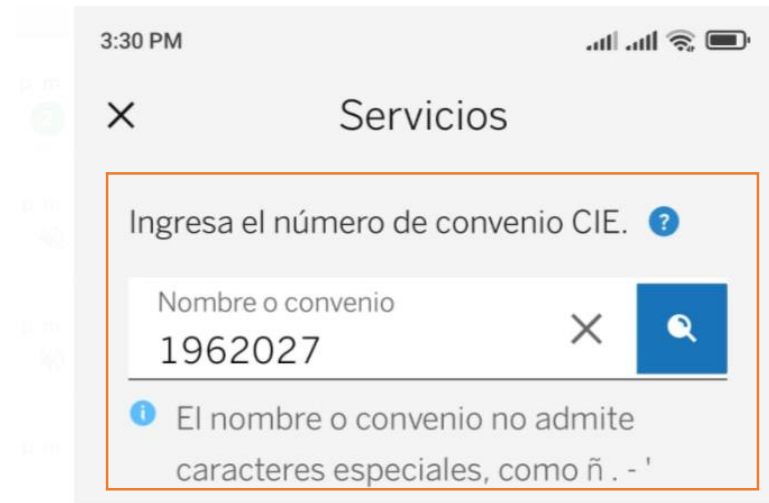 3:30 PM
Servicios
Ingresa el número de convenio CIE. ?
Nombre o convenio
1962027
El nombre o convenio no admite
caracteres especiales, como ñ . - '